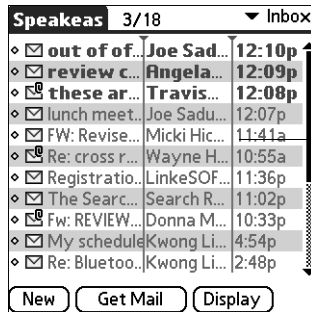 Speakeas 3/18 Inbox
out of of... Joe Sad... 12:10p
review c... Angela... 12:09p
these ar... Travis... 12:08p
lunch meet... Joe Sadu... 12:07p
FW: Revise... Micki Hic... 11:41a
Re: cross r... Wayne H... 10:55a
Registratio... LinkeSOF... 11:36p
The Searc... Search R... 11:02p
Fw: REVIEW... Donna M... 10:33p
My schedule Kwong Li... 4:54p
Re: Bluetoo... Kwong Li... 2:48p
New Get Mail Display